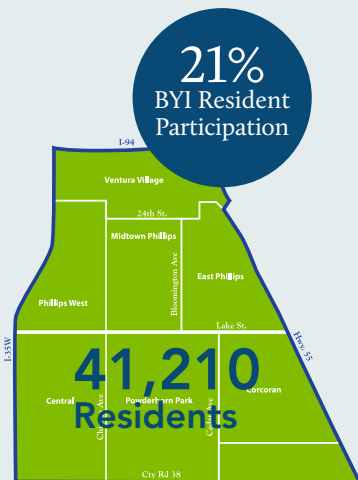 21%
BYI Resident
Participation
I-94
Ventura Village
24th St.
Midtown Phillips
Bloomington Ave
East Phillips
Phillips West
Lake St.
I-35W
Hwy. 55
41,210
Residents
Central
Powderhorn Park
Corcoran
Cty Rd 38